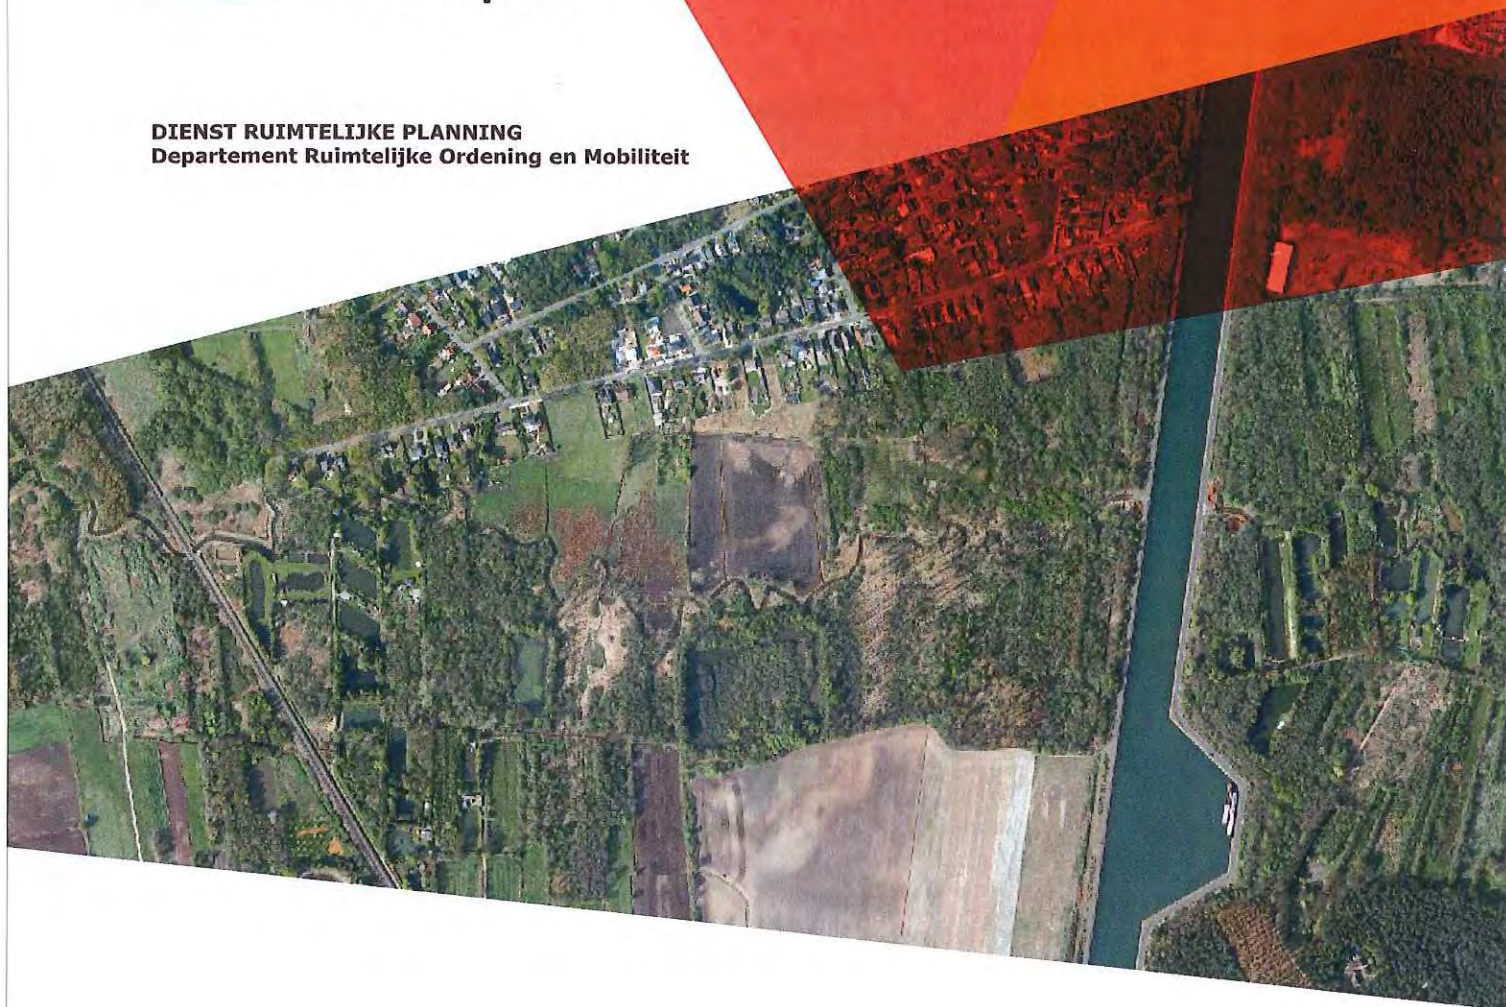 DIENST RUIMTELIJKE PLANNING
Departement Ruimtelijke Ordening en Mobiliteit